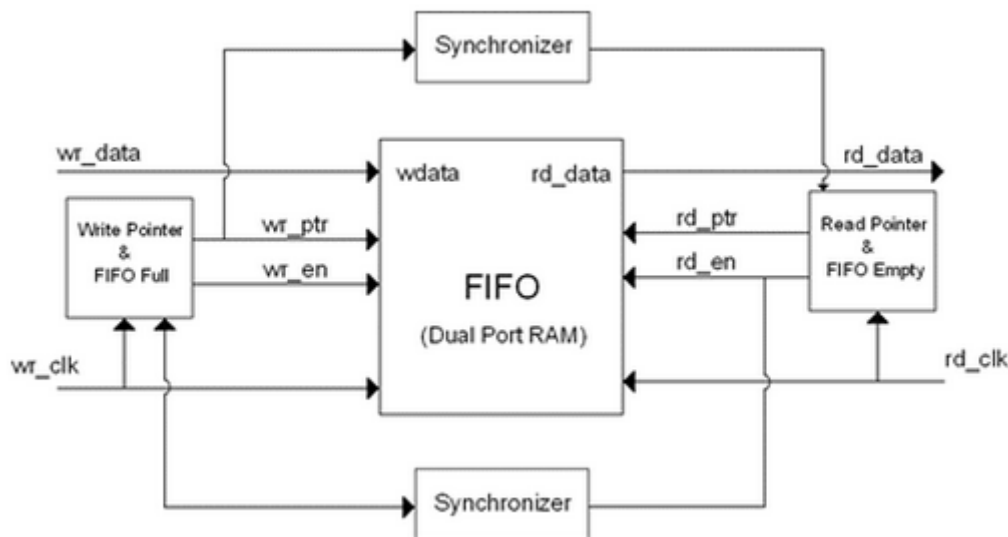 Synchronizer
wr_data
wdata
rd_data
rd_data
Write Pointer
&
FIFO Full
wr_ptr
rd_ptr
Read Pointer
&
FIFO Empty
wr_en
rd_en
FIFO
(Dual Port RAM)
wr_clk
rd_clk
Synchronizer